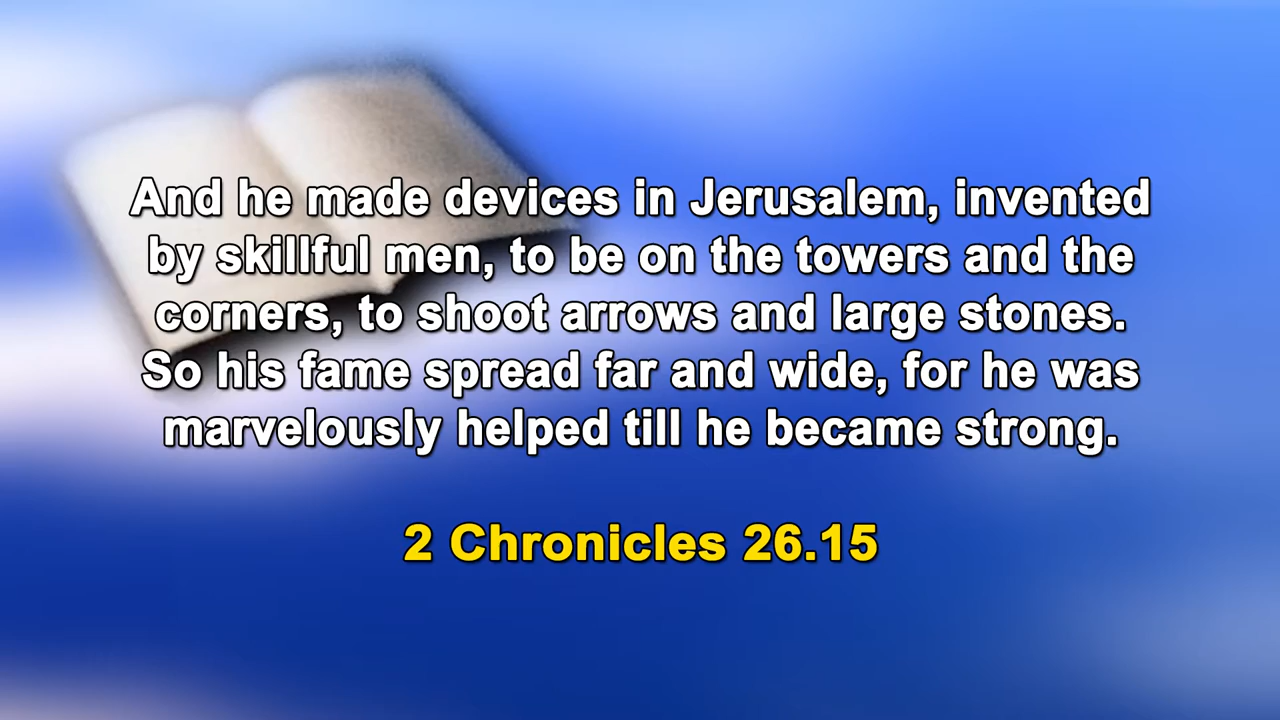 And he made devices in Jerusalem, invented
by skillful men, to be on the towers and the
corners, to shoot arrows and large stones.
So his fame spread far and wide, for he was
marvelously helped till he became strong.
2 Chronicles 26.15